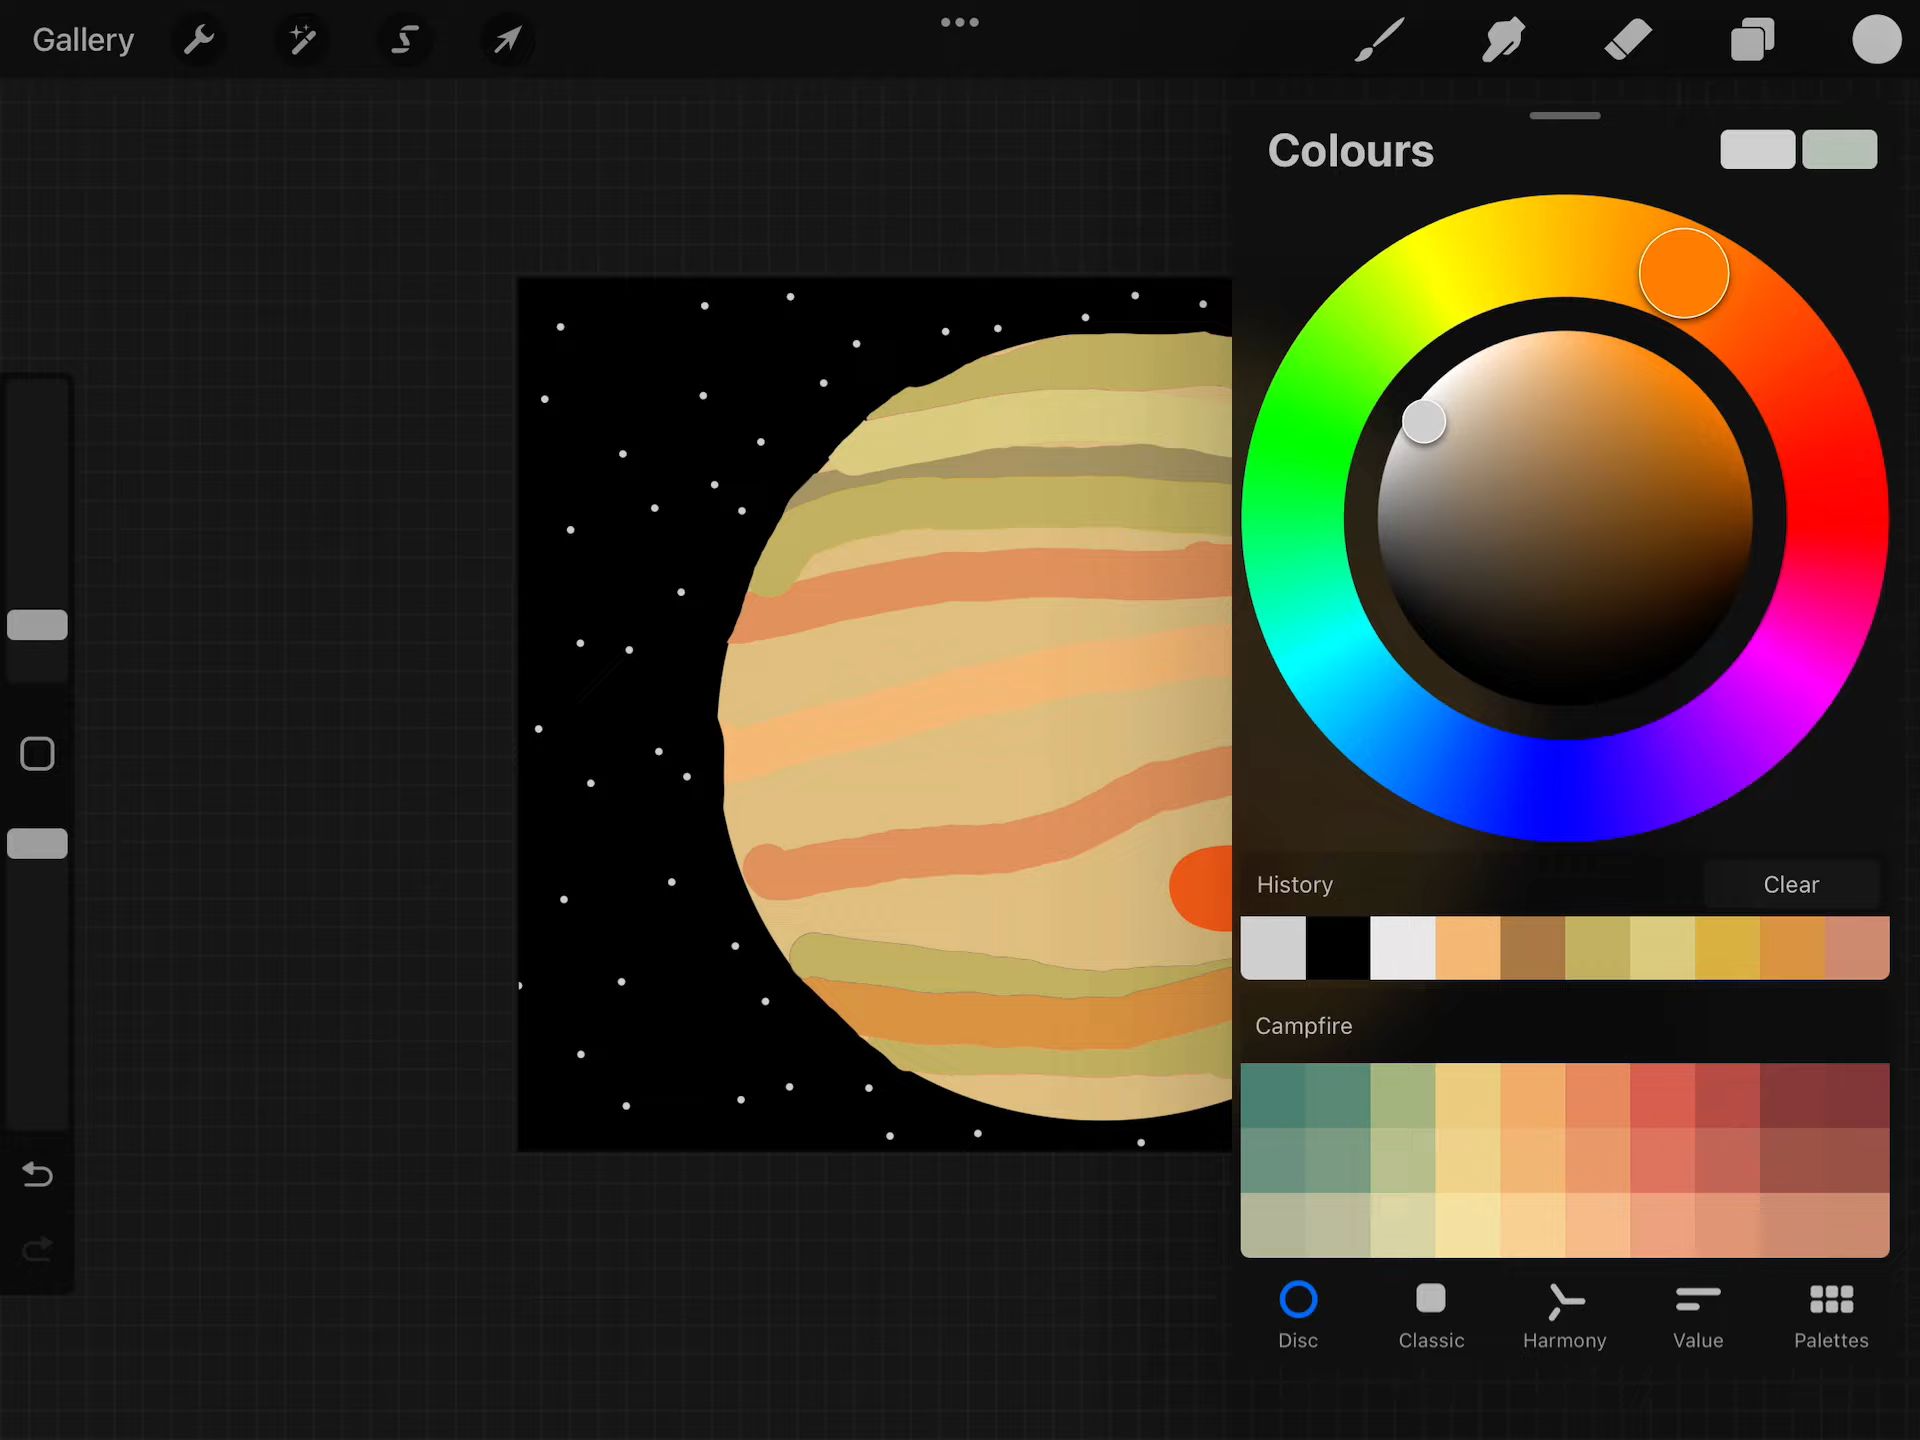 Gallery
Colours
History
Clear
Campfire
Disc
Classic
Harmony
Value
Palettes